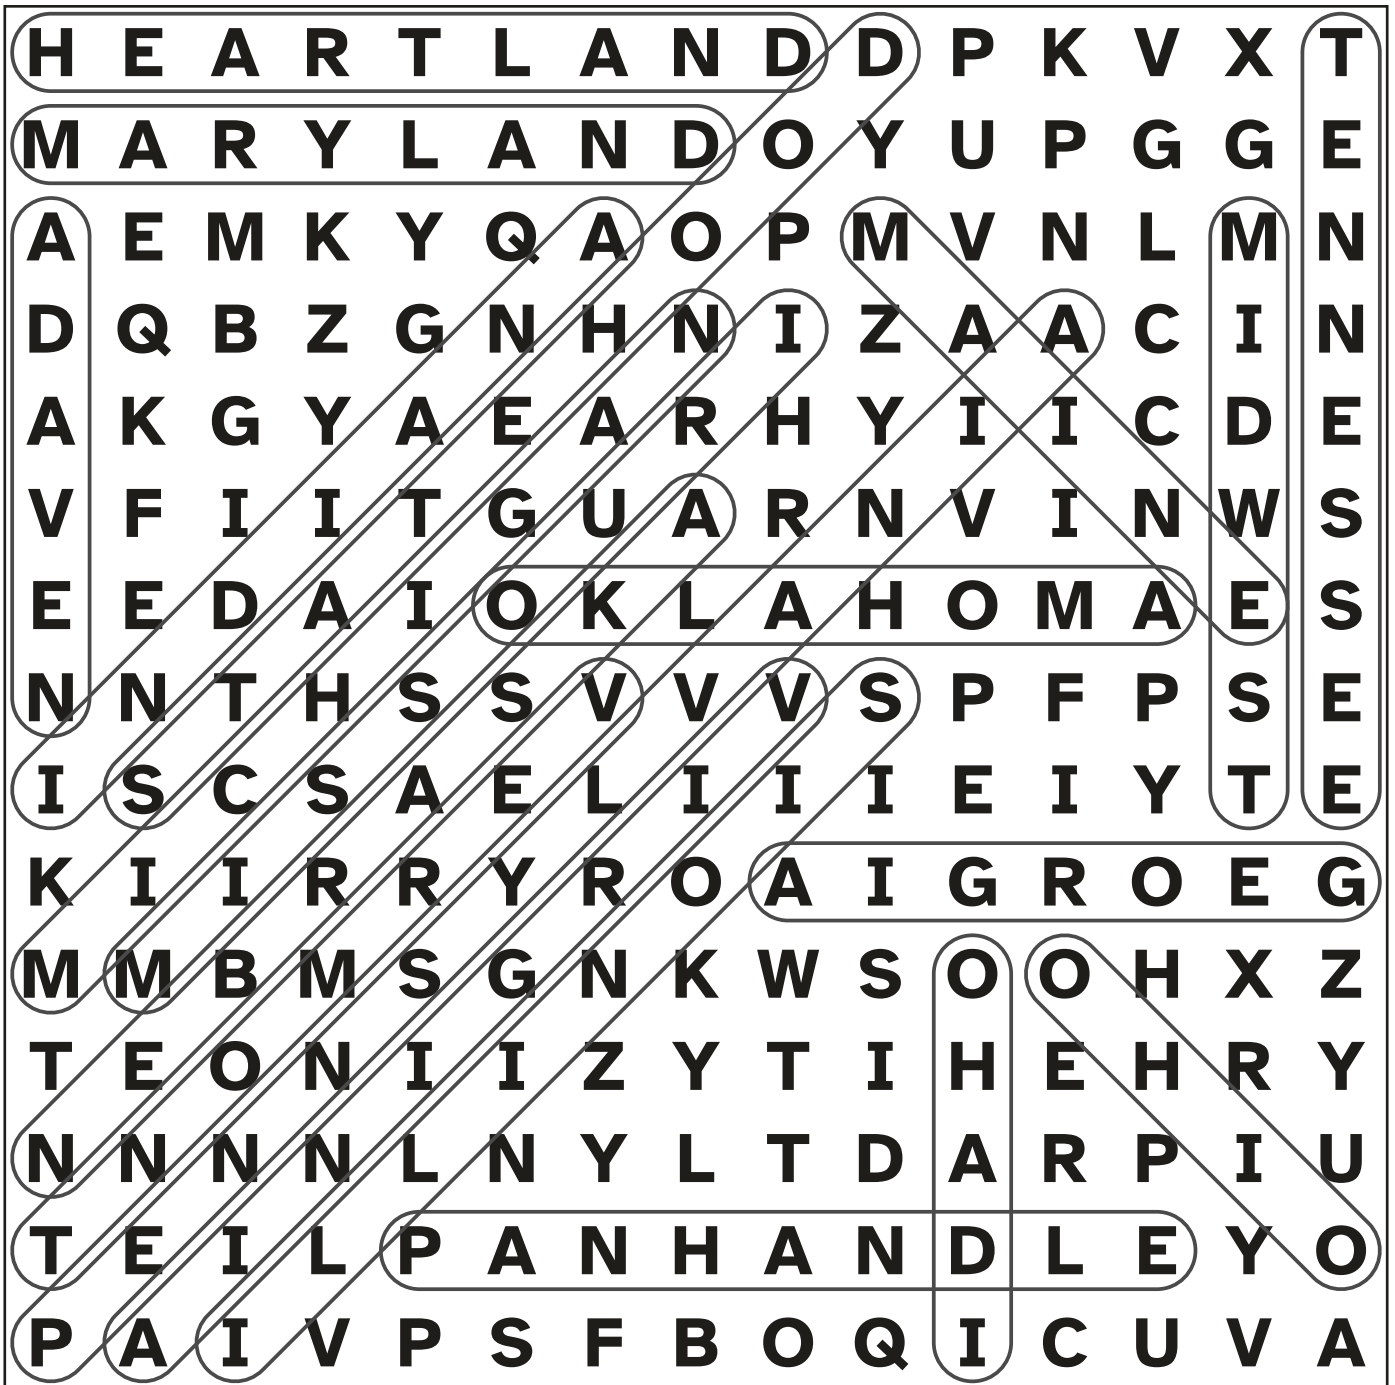 H E A R T L A N D D P K V X T
M A R Y L A N D O Y U P G G E
A E M K Y Q A O P M V N L M N
D Q B Z G N H N I Z A A C I N
A K G Y A E A R H Y I I C D E
V F I I T G U A R N V I N W S
E E D A I O K L A H O M A E S
N N T H S S V V V S P F P S E
I S C S A E L I I I E I Y T E
K I I R R Y R O A I G R O E G
M M B M S G N K W S O O H X Z
T E O N I I Z Y T I H E H R Y
N N N N L N Y L T D A R P I U
T E I L P A N H A N D L E Y O
P A I V P S F B O Q I C U V A